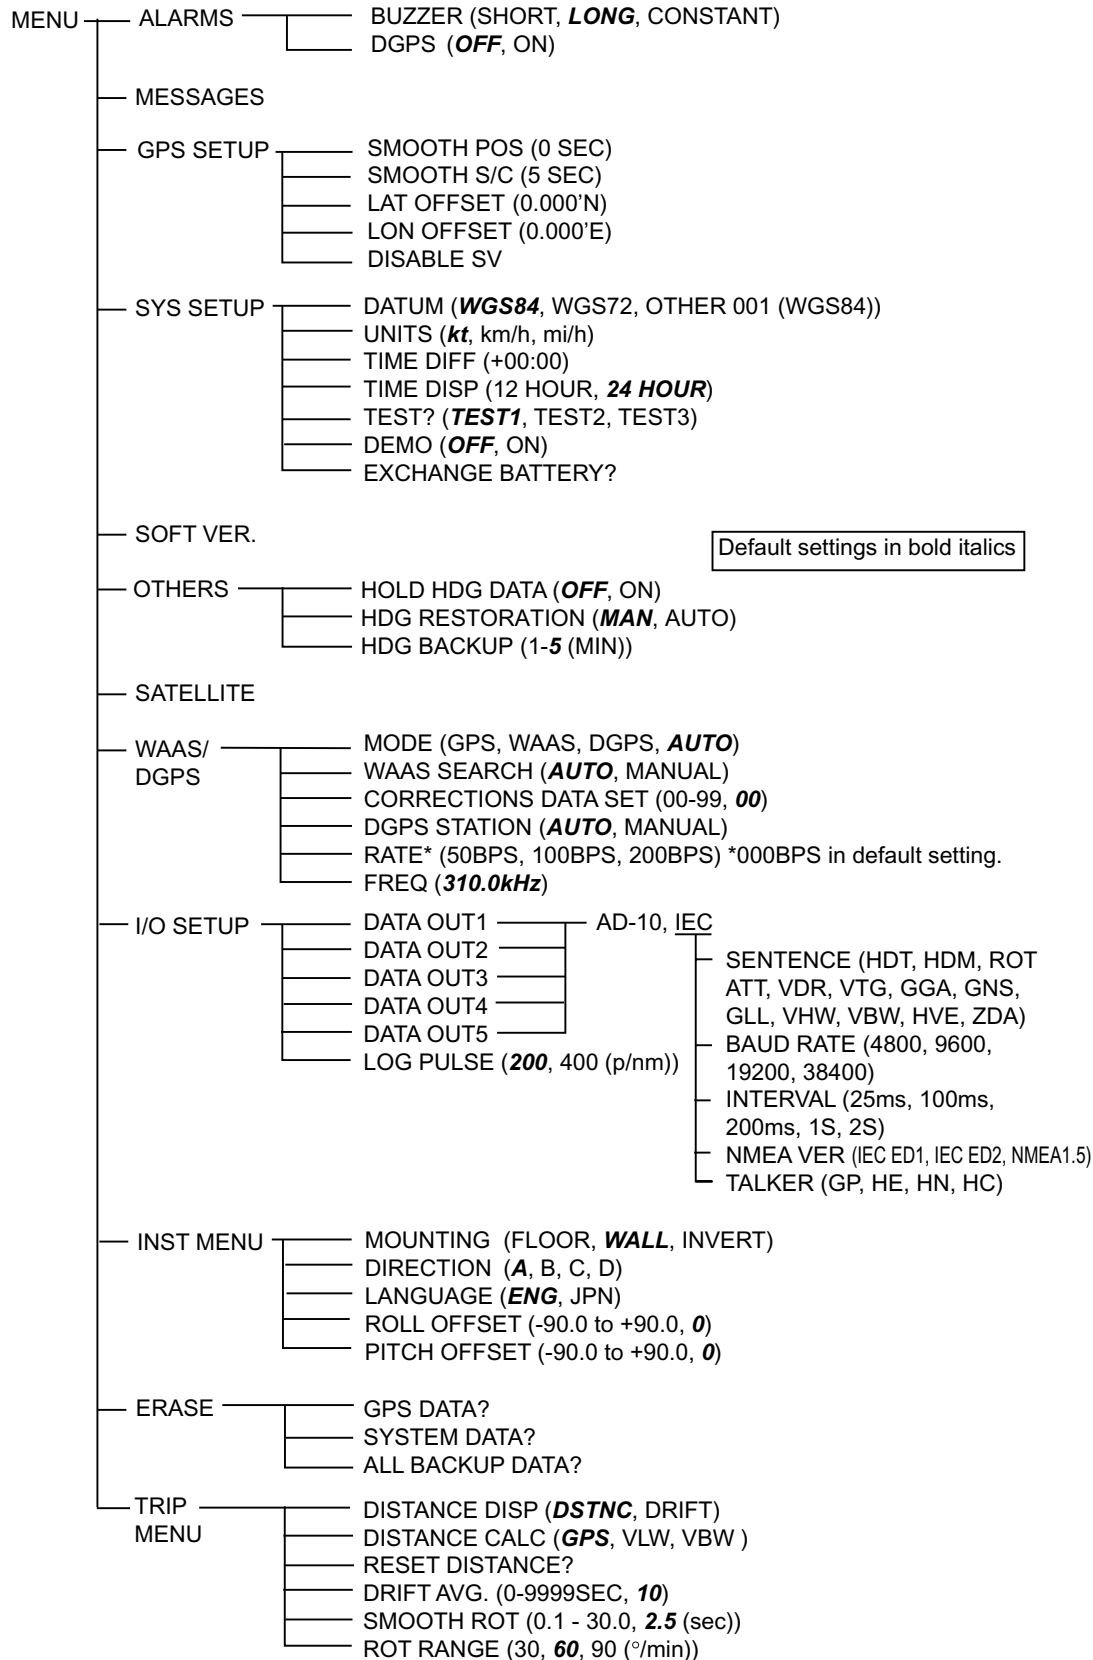 MENU
ALARMS
BUZZER (SHORT, LONG, CONSTANT)
DGPS (OFF, ON)
MESSAGES
GPS SETUP
SMOOTH POS (0 SEC)
SMOOTH S/C (5 SEC)
LAT OFFSET (0.000’N)
LON OFFSET (0.000’E)
DISABLE SV
SYS SETUP
DATUM (WGS84, WGS72, OTHER 001 (WGS84))
UNITS (kt, km/h, mi/h)
TIME DIFF (+00:00)
TIME DISP (12 HOUR, 24 HOUR)
TEST? (TEST1, TEST2, TEST3)
DEMO (OFF, ON)
EXCHANGE BATTERY?
SOFT VER.
Default settings in bold italics
OTHERS
HOLD HDG DATA (OFF, ON)
HDG RESTORATION (MAN, AUTO)
HDG BACKUP (1-5 (MIN))
SATELLITE
WAAS/
DGPS
MODE (GPS, WAAS, DGPS, AUTO)
WAAS SEARCH (AUTO, MANUAL)
CORRECTIONS DATA SET (00-99, 00)
DGPS STATION (AUTO, MANUAL)
RATE* (50BPS, 100BPS, 200BPS) *000BPS in default setting.
FREQ (310.0kHz)
I/O SETUP
DATA OUT1
DATA OUT2
DATA OUT3
DATA OUT4
DATA OUT5
LOG PULSE (200, 400 (p/nm))
AD-10, IEC
SENTENCE (HDT, HDM, ROT
ATT, VDR, VTG, GGA, GNS,
GLL, VHW, VBW, HVE, ZDA)
BAUD RATE (4800, 9600,
19200, 38400)
INTERVAL (25ms, 100ms,
200ms, 1S, 2S)
NMEA VER (IEC ED1, IEC ED2, NMEA1.5)
TALKER (GP, HE, HN, HC)
INST MENU
MOUNTING (FLOOR, WALL, INVERT)
DIRECTION (A, B, C, D)
LANGUAGE (ENG, JPN)
ROLL OFFSET (-90.0 to +90.0, 0)
PITCH OFFSET (-90.0 to +90.0, 0)
ERASE
GPS DATA?
SYSTEM DATA?
ALL BACKUP DATA?
TRIP
MENU
DISTANCE DISP (DSTNC, DRIFT)
DISTANCE CALC (GPS, VLW, VBW )
RESET DISTANCE?
DRIFT AVG. (0-9999SEC, 10)
SMOOTH ROT (0.1 - 30.0, 2.5 (sec))
ROT RANGE (30, 60, 90 (°/min))